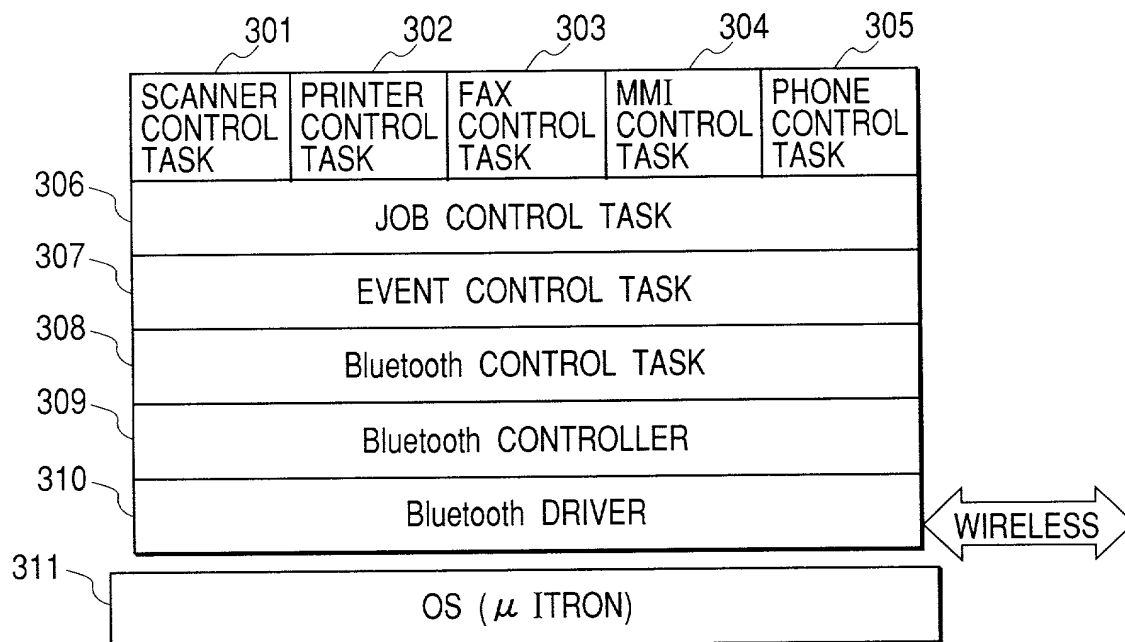 301 302 303 304 305
SCANNER CONTROL TASK
PRINTER CONTROL TASK
FAX CONTROL TASK
MMI CONTROL TASK
PHONE CONTROL TASK
306
JOB CONTROL TASK
307
EVENT CONTROL TASK
308
Bluetooth CONTROL TASK
309
Bluetooth CONTROLLER
310
Bluetooth DRIVER
WIRELESS
311
OS (μ ITRON)